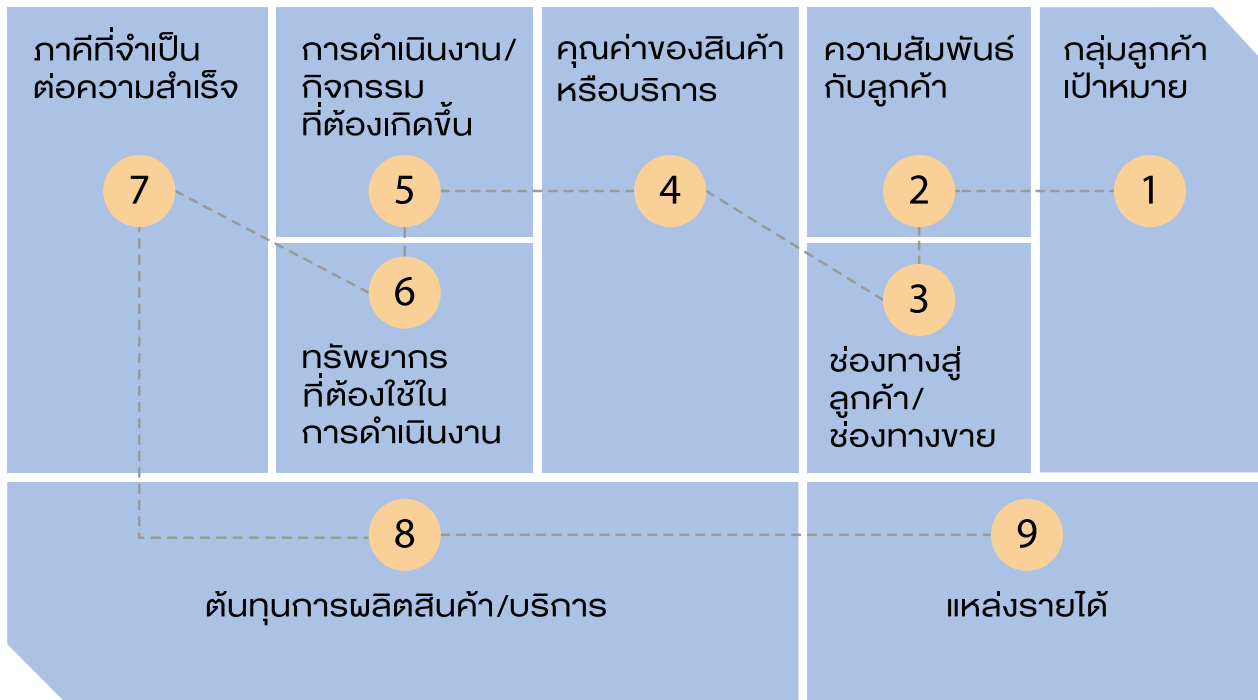 ภาคีที่จำเป็น
ต่อความสำเร็จ
7
การดำเนินงาน/
กิจกรรม
ที่ต้องเกิดขึ้น
5
6
ทรัพยากร
ที่ต้องใช้ใน
การดำเนินงาน
คุณค่าของสินค้า
หรือบริการ
4
ความสัมพันธ์
กับลูกค้า
2
3
ช่องทางสู่
ลูกค้า/
ช่องทางขาย
กลุ่มลูกค้า
เป้าหมาย
1
8
ต้นทุนการผลิตสินค้า/บริการ
9
แหล่งรายได้